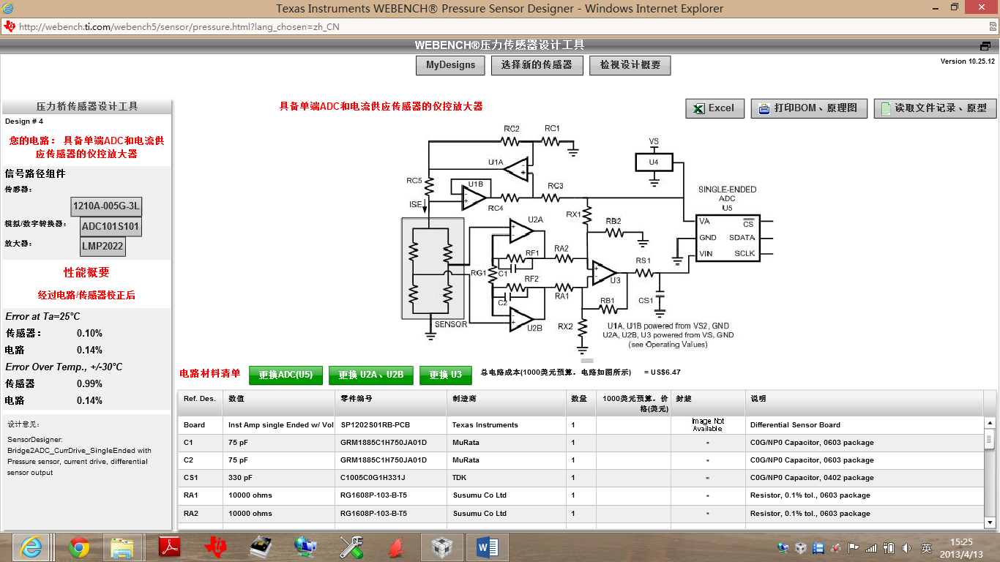 Texas Instruments WEBENCH® Pressure Sensor Designer - Windows Internet Explorer
http://webench.ti.com/webench5/sensor/pressure.html?lang_chosen=zh_CN
WEBENCH®压力传感器设计工具
MyDesigns 选择新的传感器 检视设计概要
Version 10.25.12
压力桥传感器设计工具
Design # 4
您的电路： 具备单端ADC和电流供
应传感器的仪控放大器
信号路径组件
传感器：
1210A-005G-3L
模拟/数字转换器： ADC101S101
放大器： LMP2022
性能概要
经过电路/传感器校正后
Error at Ta=25°C
传感器： 0.10%
电路 0.14%
Error Over Temp., +/-30°C
传感器 0.99%
电路 0.14%
设计意见：
SensorDesigner:
Bridge2ADC_CurrDrive_SingleEnded with
Pressure sensor, current drive, differential
sensor output
具备单端ADC和电流供应传感器的仪控放大器
Excel 打印BOM、原理图 读取文件记录、原型
RC2 RC1
VS
U1A
U4
RC5 U1B RC3
SINGLE-ENDED
ADC
U5
ISE RC4
RX1
U2A RB2
VA CS
GND SDATA
VIN SCLK
RF1 RA2
RS1
RG1 C1
U3
RF2
C2 RA1
RB1 CS1
SENSOR
U2B RX2
U1A, U1B powered from VS2, GND
U2A, U2B, U3 powered from VS, GND
(see Operating Values)
电路材料清单 更换ADC(U5) 更换 U2A、U2B 更换 U3 总电路成本(1000美元预算。电路如图所示) = US$6.47
Ref. Des. 数值 零件编号 制造商 数量 1000美元预算。价格(美元) 封装 说明
Board Inst Amp single Ended w/ Vol SP1202S01RB-PCB Texas Instruments 1 Image Not Available Differential Sensor Board
C1 75 pF GRM1885C1H750JA01D MuRata 1 - C0G/NP0 Capacitor, 0603 package
C2 75 pF GRM1885C1H750JA01D MuRata 1 - C0G/NP0 Capacitor, 0603 package
CS1 330 pF C1005C0G1H331J TDK 1 - C0G/NP0 Capacitor, 0402 package
RA1 10000 ohms RG1608P-103-B-T5 Susumu Co Ltd 1 - Resistor, 0.1% tol., 0603 package
RA2 10000 ohms RG1608P-103-B-T5 Susumu Co Ltd 1 - Resistor, 0.1% tol., 0603 package
英
15:25
2013/4/13